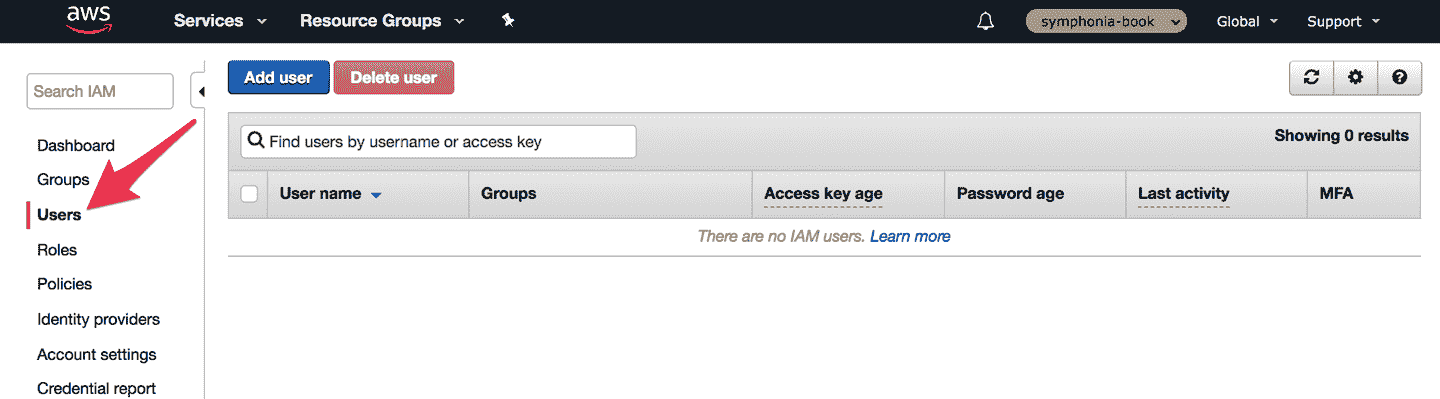 aws Services Resource Groups symphonia-book Global Support
Search IAM
Dashboard
Groups
Users
Roles
Policies
Identity providers
Account settings
Credential report
Add user Delete user
Find users by username or access key Showing 0 results
User name Groups Access key age Password age Last activity MFA
There are no IAM users. Learn more